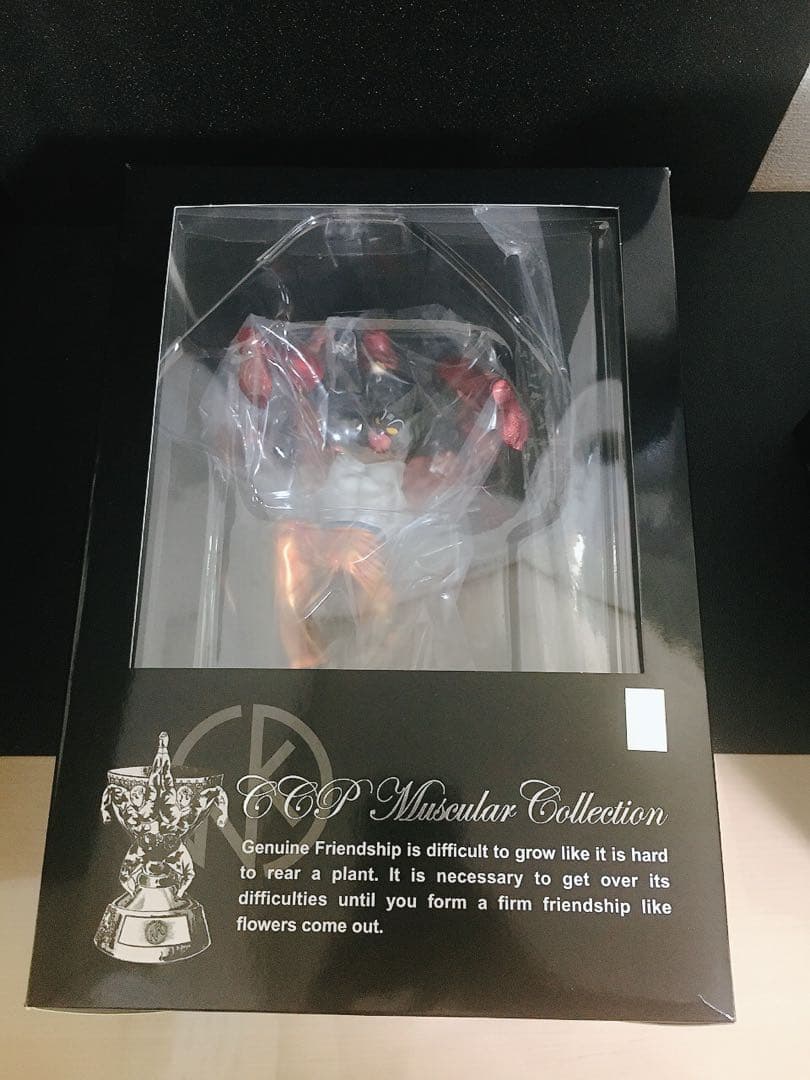 CCP Muscular Collection
Genuine Friendship is difficult to grow like it is hard
to rear a plant. It is necessary to get over its
difficulties until you form a firm friendship like
flowers come out.